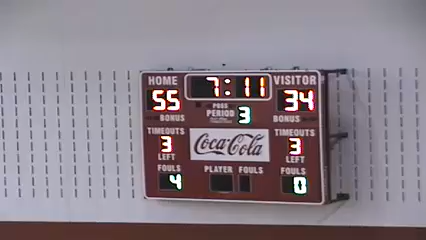 HOME 7:11 VISITOR
55 POSS 34
BONUS PERIOD 3 BONUS
TIMEOUTS TIMEOUTS
3 Coca-Cola 3
LEFT LEFT
FOULS PLAYER FOULS FOULS
4 0